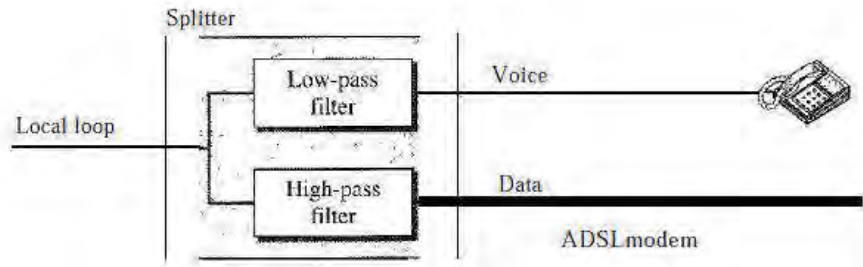 Splitter
Low-pass
filter
Voice
Local loop
High-pass
filter
Data
ADSLmodem